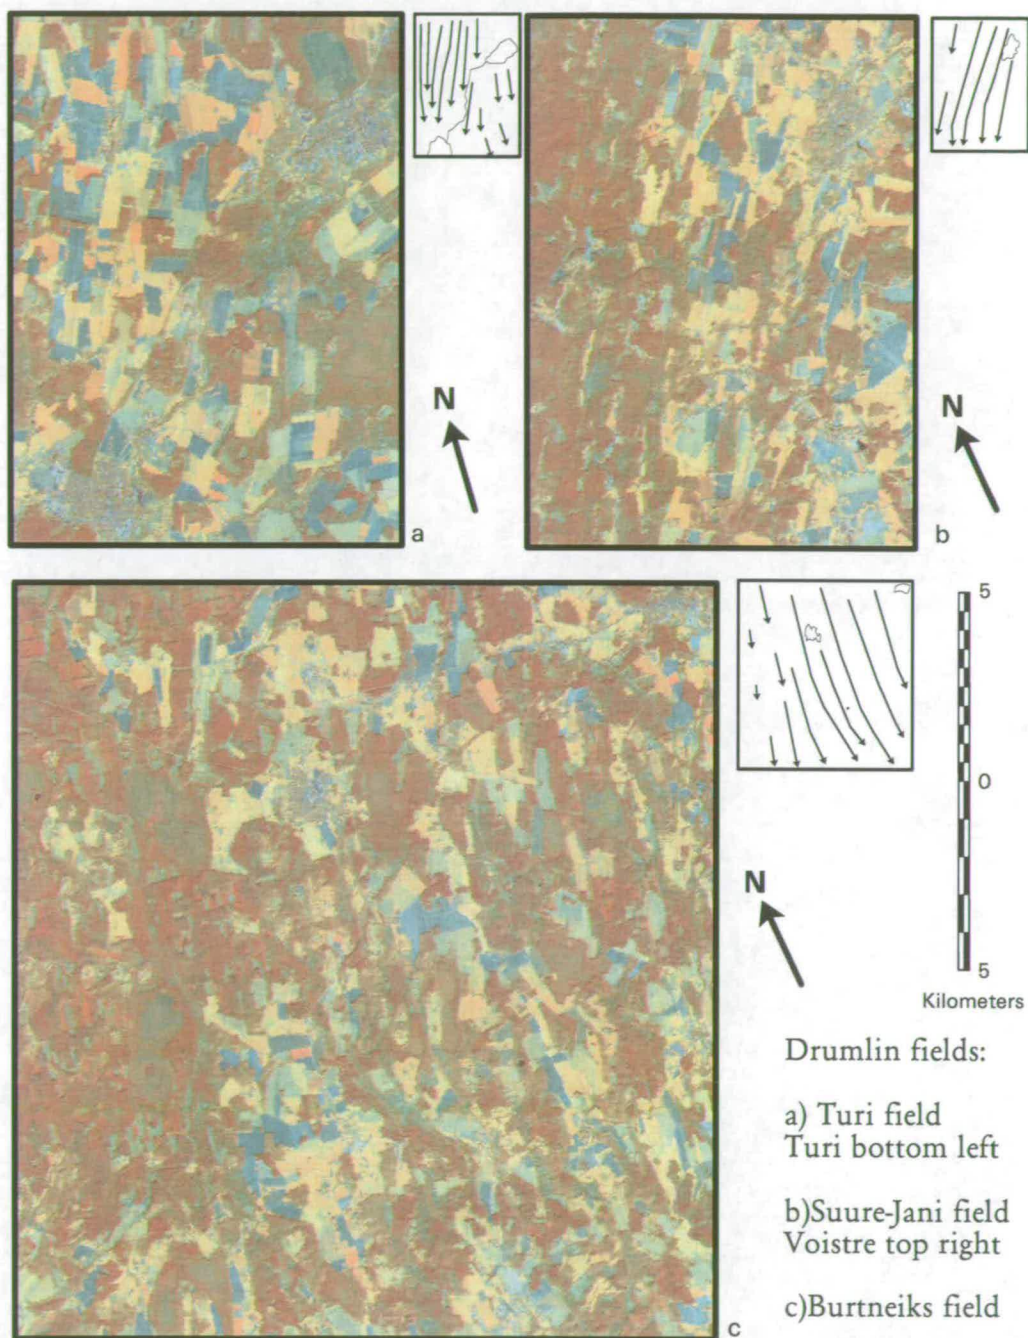 N
a
N
b
5
0
5
Kilometers
N
c
Drumlin fields:
a) Turi field
Turi bottom left
b)Suure-Jani field
Voistre top right
c)Burtneiks field